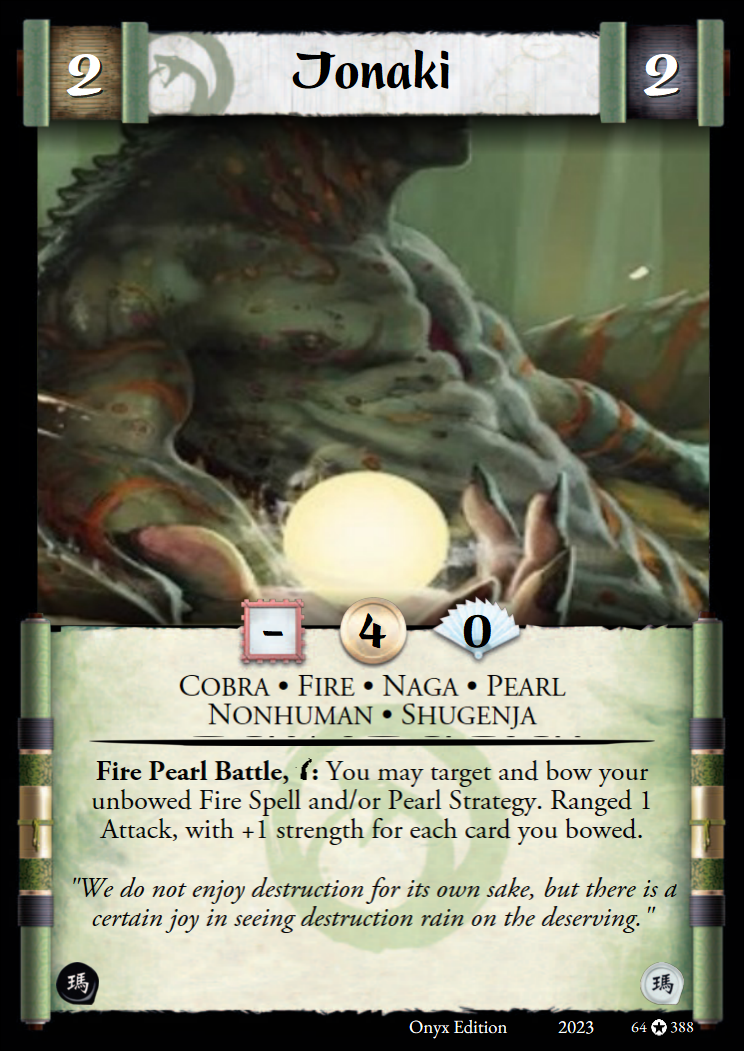 2
Jonaki
2
-
4
0
COBRA • FIRE • NAGA • PEARL
NONHUMAN • SHUGENJA
Fire Pearl Battle, : You may target and bow your
unbowed Fire Spell and/or Pearl Strategy. Ranged 1
Attack, with +1 strength for each card you bowed.
"We do not enjoy destruction for its own sake, but there is a
certain joy in seeing destruction rain on the deserving."
瑪
瑪
Onyx Edition 2023 64 388